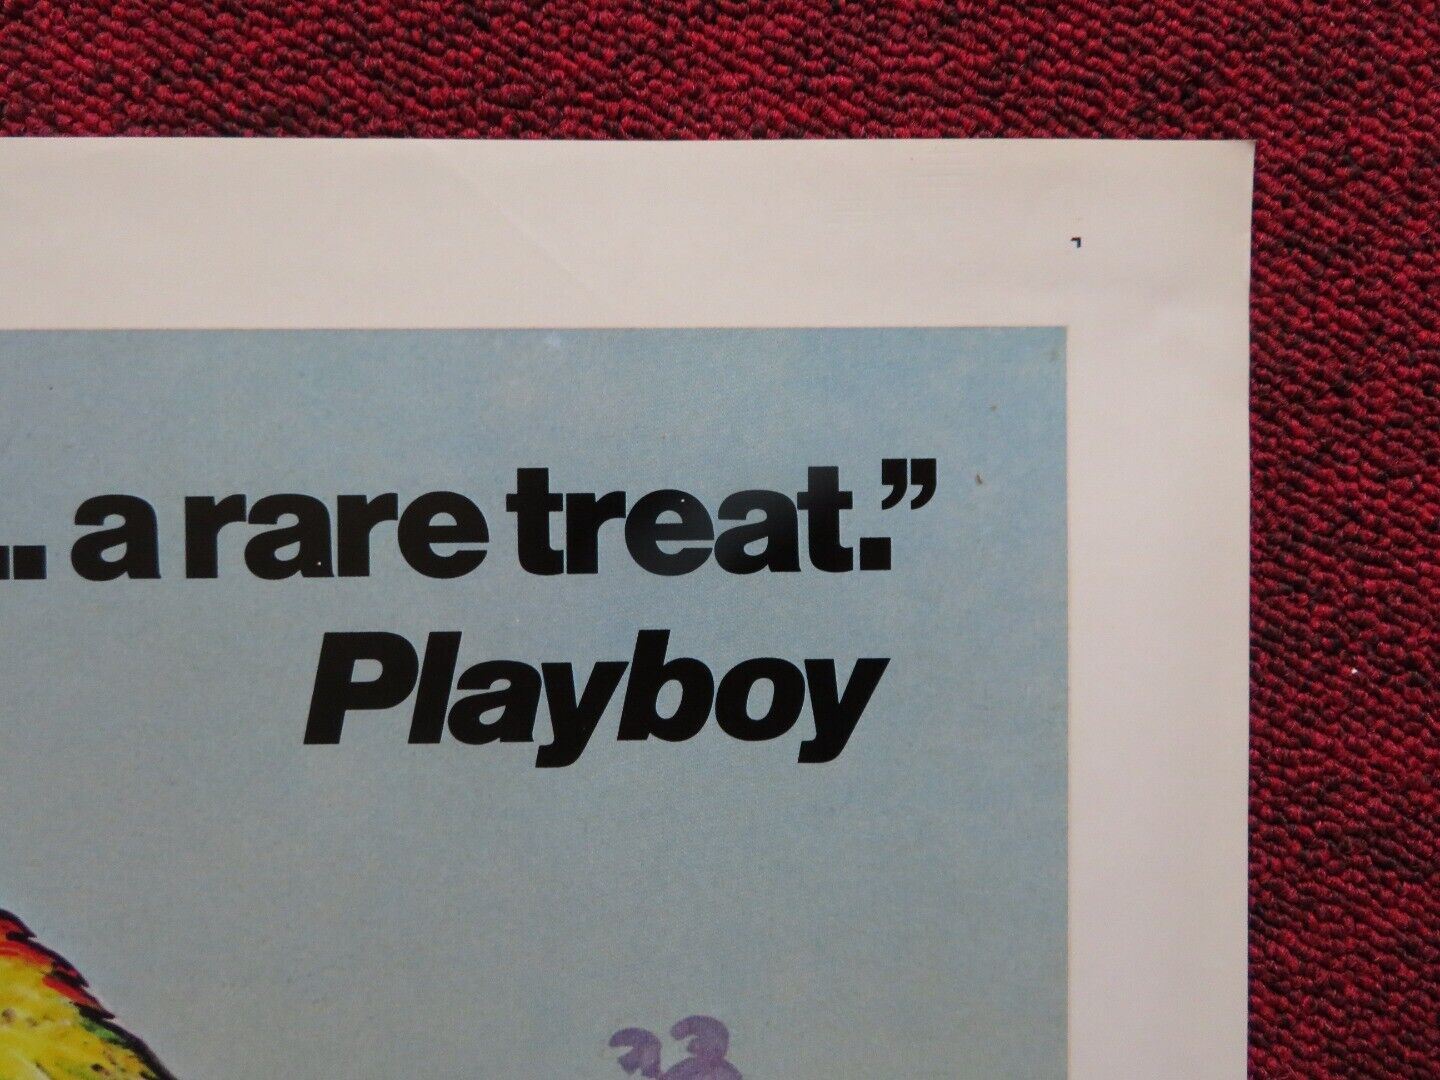 .. a rare treat.”
Playboy